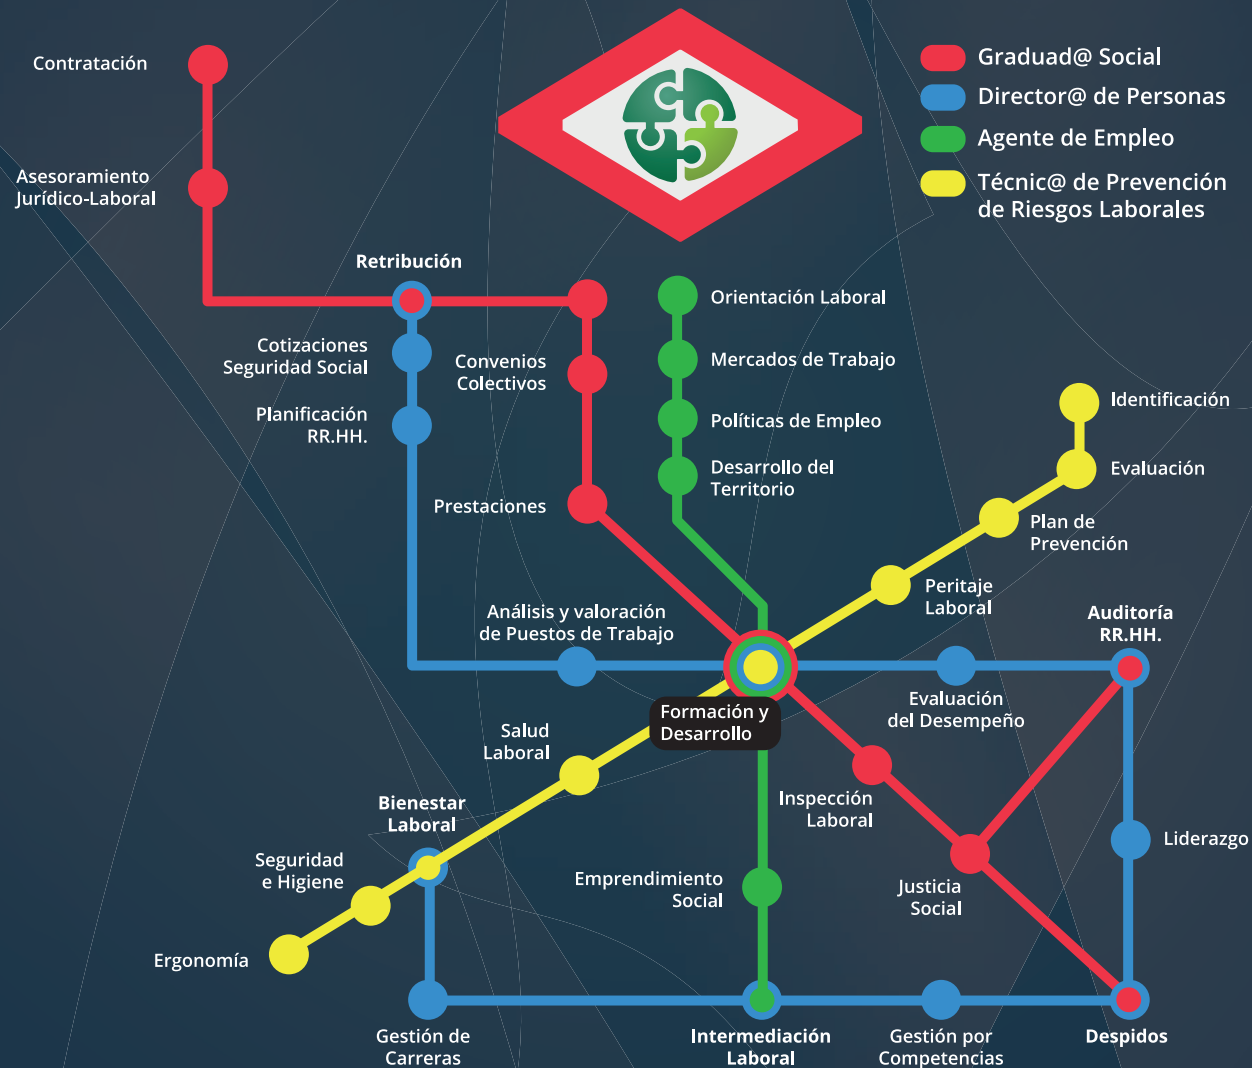 Contratación
Asesoramiento
Jurídico-Laboral
Graduad@ Social
Director@ de Personas
Agente de Empleo
Técnic@ de Prevención
de Riesgos Laborales
Retribución
Cotizaciones
Seguridad Social
Planificación
RR.HH.
Convenios
Colectivos
Prestaciones
Orientación Laboral
Mercados de Trabajo
Políticas de Empleo
Desarrollo del
Territorio
Identificación
Evaluación
Plan de
Prevención
Peritaje
Laboral
Análisis y valoración
de Puestos de Trabajo
Auditoría
RR.HH.
Formación y
Desarrollo
Evaluación
del Desempeño
Salud
Laboral
Inspección
Laboral
Bienestar
Laboral
Liderazgo
Seguridad
e Higiene
Emprendimiento
Social
Justicia
Social
Ergonomía
Gestión de
Carreras
Intermediación
Laboral
Gestión por
Competencias
Despidos